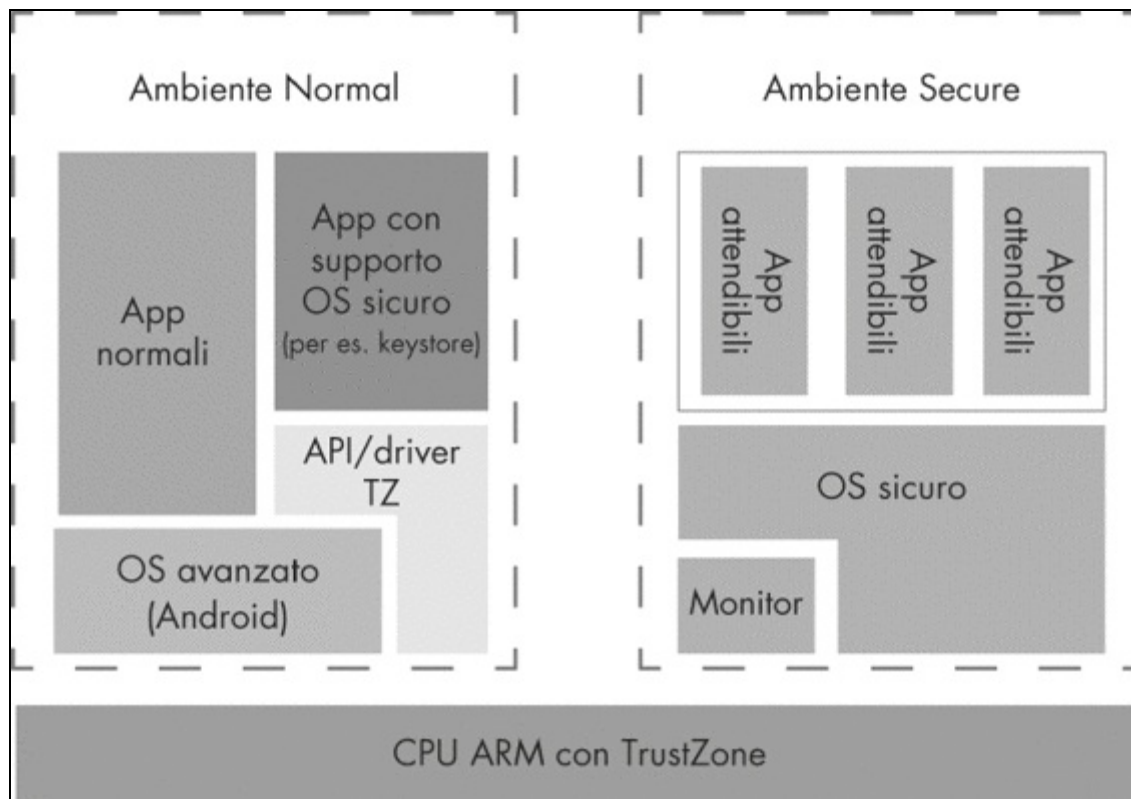 Ambiente Normal
App
normali
App con
supporto
OS sicuro
(per es. keystore)
API/driver
TZ
OS avanzato
(Android)
Ambiente Secure
App
attendibili
App
attendibili
App
attendibili
OS sicuro
Monitor
CPU ARM con TrustZone